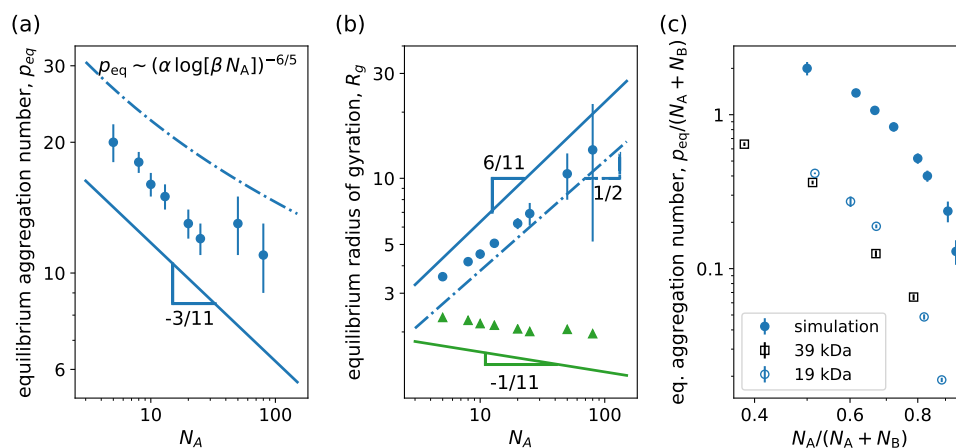 (a)
equilibrium aggregation number, p_eq
30
20
10
6
p_eq ~ (α log[β N_A])^{-6/5}
-3/11
10
100
N_A
(b)
equilibrium radius of gyration, R_g
10
5
3
6/11
1/2
-1/11
10
100
N_A
(c)
eq. aggregation number, p_eq/(N_A + N_B)
1
0.1
simulation
39 kDa
19 kDa
0.4
0.6
0.8
N_A/(N_A + N_B)